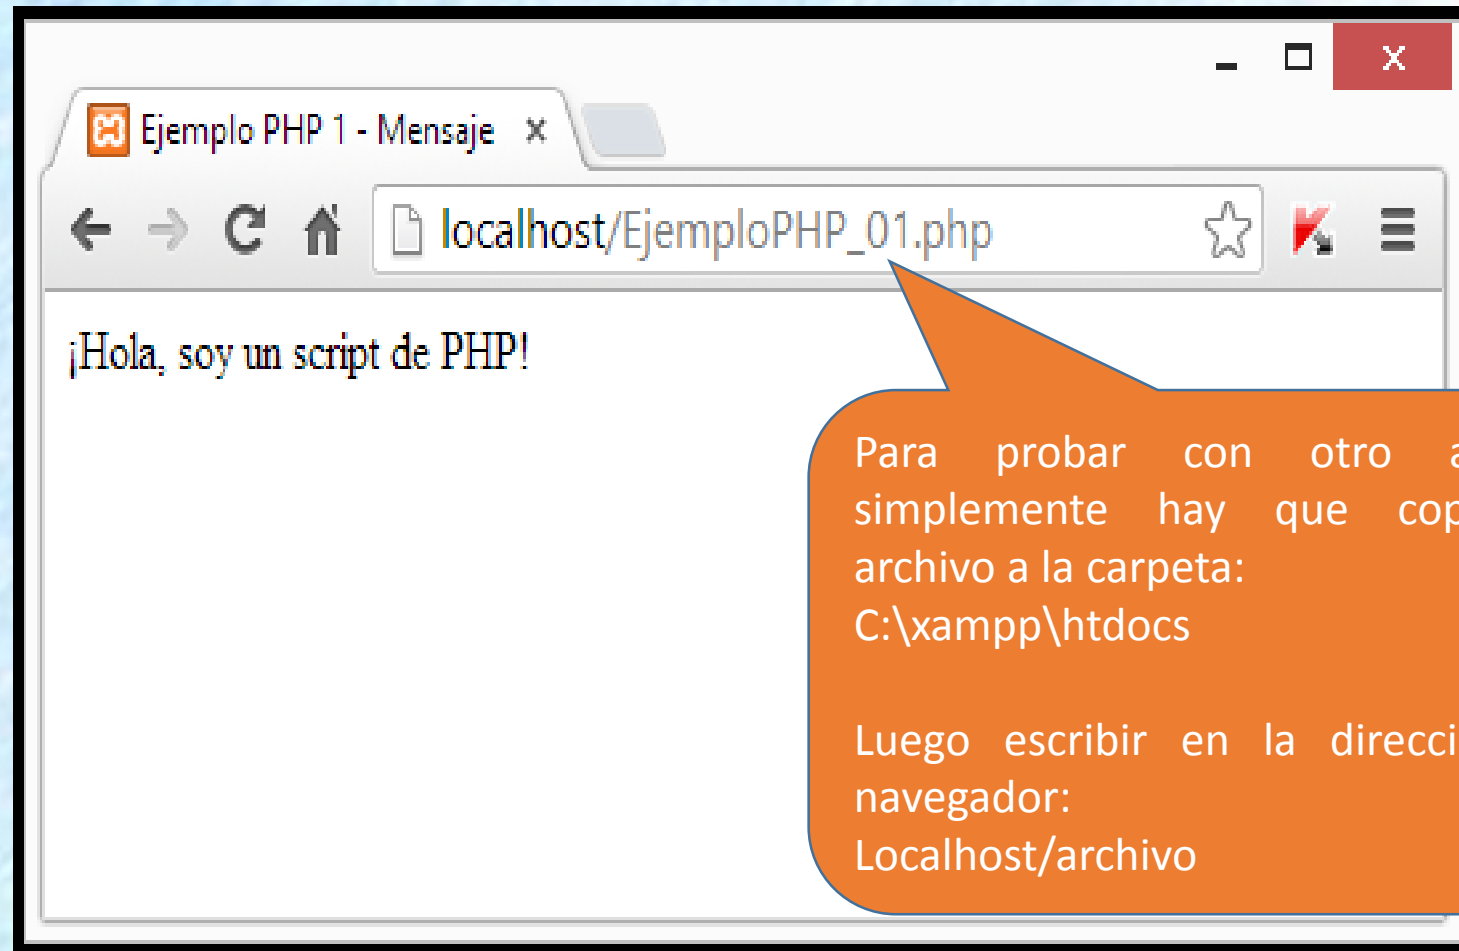 Ejemplo PHP 1 - Mensaje
localhost/EjemploPHP_01.php
¡Hola, soy un script de PHP!
Para probar con otro
simplemente hay que
archivo a la carpeta:
C:\xampp\htdocs
Luego escribir en la
navegador:
Localhost/archivo